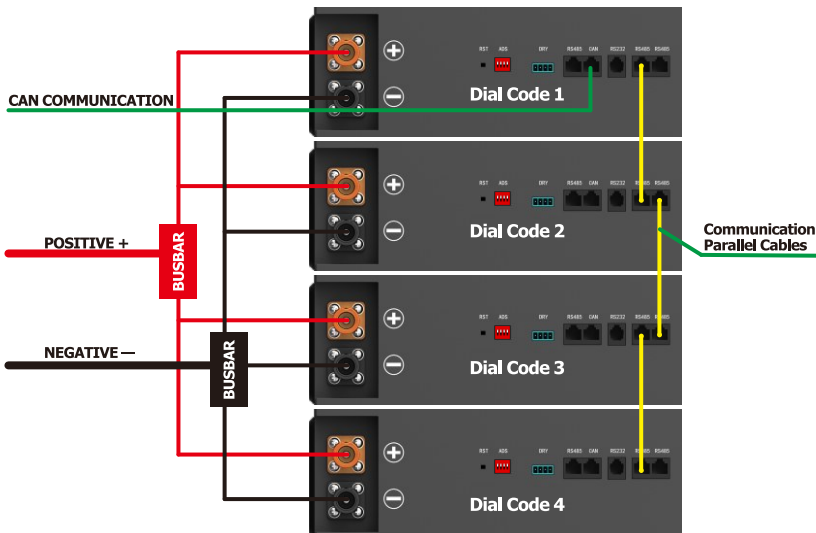 RST ADS DRY RS485 CAN RS232 RS485 RS485
CAN COMMUNICATION
Dial Code 1
RST ADS DRY RS485 CAN RS232 RS485 RS485
Dial Code 2
POSITIVE +
BUSBAR
Communication
Parallel Cables
RST ADS DRY RS485 CAN RS232 RS485 RS485
NEGATIVE —
BUSBAR
Dial Code 3
RST ADS DRY RS485 CAN RS232 RS485 RS485
Dial Code 4